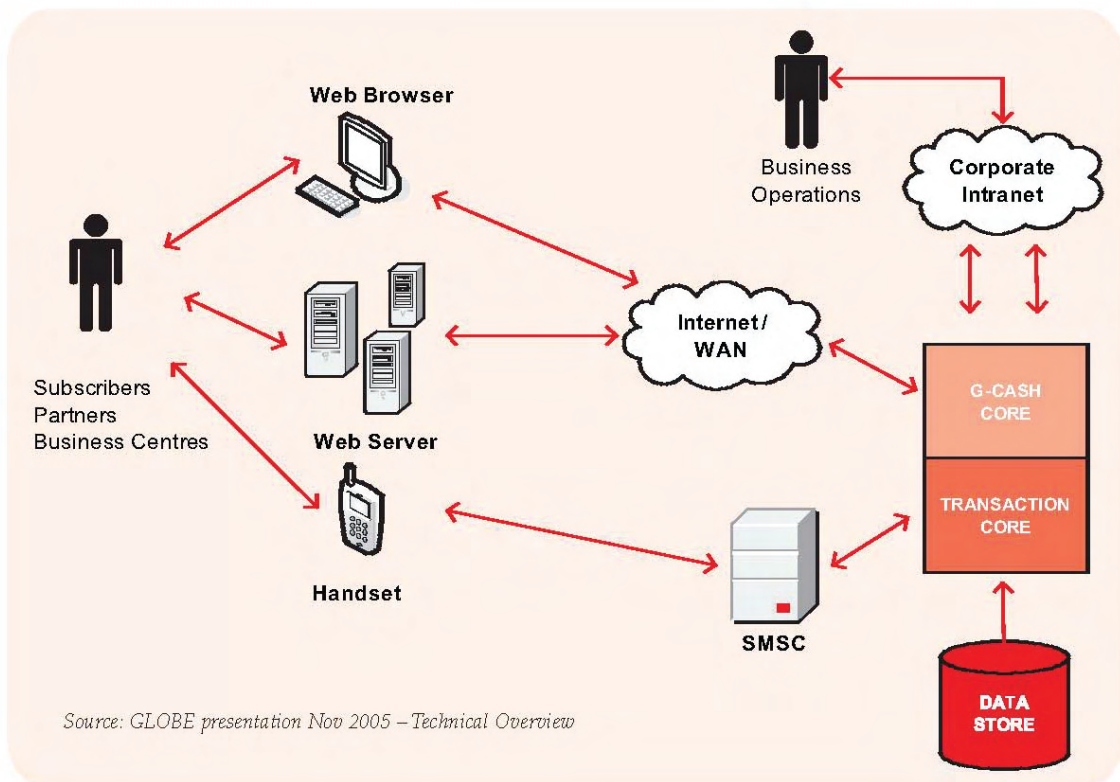 Web Browser
Business
Operations
Corporate
Intranet
Subscribers
Partners
Business Centres
Web Server
Internet/
WAN
G-CASH
CORE
TRANSACTION
CORE
Handset
SMSC
DATA
STORE
Source: GLOBE presentation Nov 2005 – Technical Overview